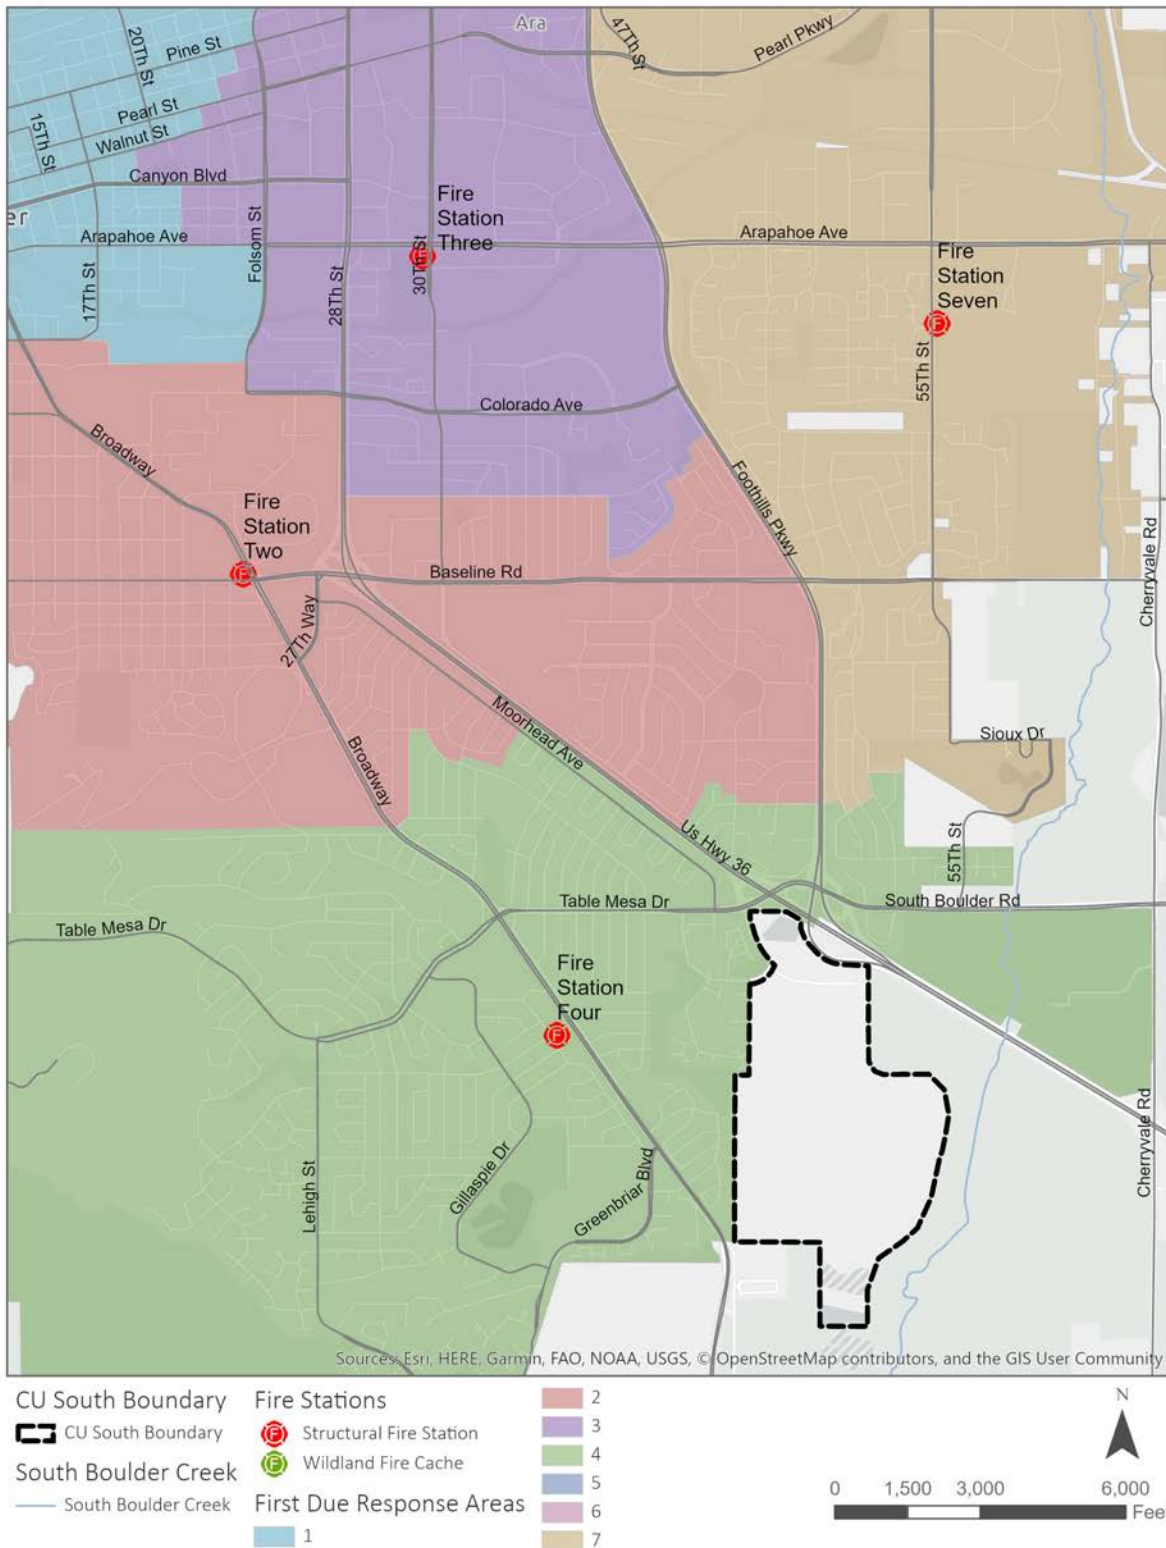 Ara
47Th St
Pearl Pkwy
20Th St
Pine St
Pearl St
Walnut St
15Th St
Canyon Blvd
er
Arapahoe Ave
Folsom St
17Th St
28Th St
Fire
Station
Three
30Th St
Arapahoe Ave
Fire
Station
Seven
55Th St
Colorado Ave
Broadway
Foothills Pkwy
Fire
Station
Two
Baseline Rd
Cherryvale Rd
27Th Way
Moorhead Ave
Broadway
Sioux Dr
Us Hwy 36
55Th St
Table Mesa Dr
South Boulder Rd
Table Mesa Dr
Fire
Station
Four
Cherryvale Rd
Lehigh St
Gillaspie Dr
Greenbriar Blvd
Sources: Esri, HERE, Garmin, FAO, NOAA, USGS, © OpenStreetMap contributors, and the GIS User Community
CU South Boundary
CU South Boundary
South Boulder Creek
South Boulder Creek
Fire Stations
F Structural Fire Station
F Wildland Fire Cache
First Due Response Areas
1
2
3
4
5
6
7
N
0 1,500 3,000 6,000
Feet